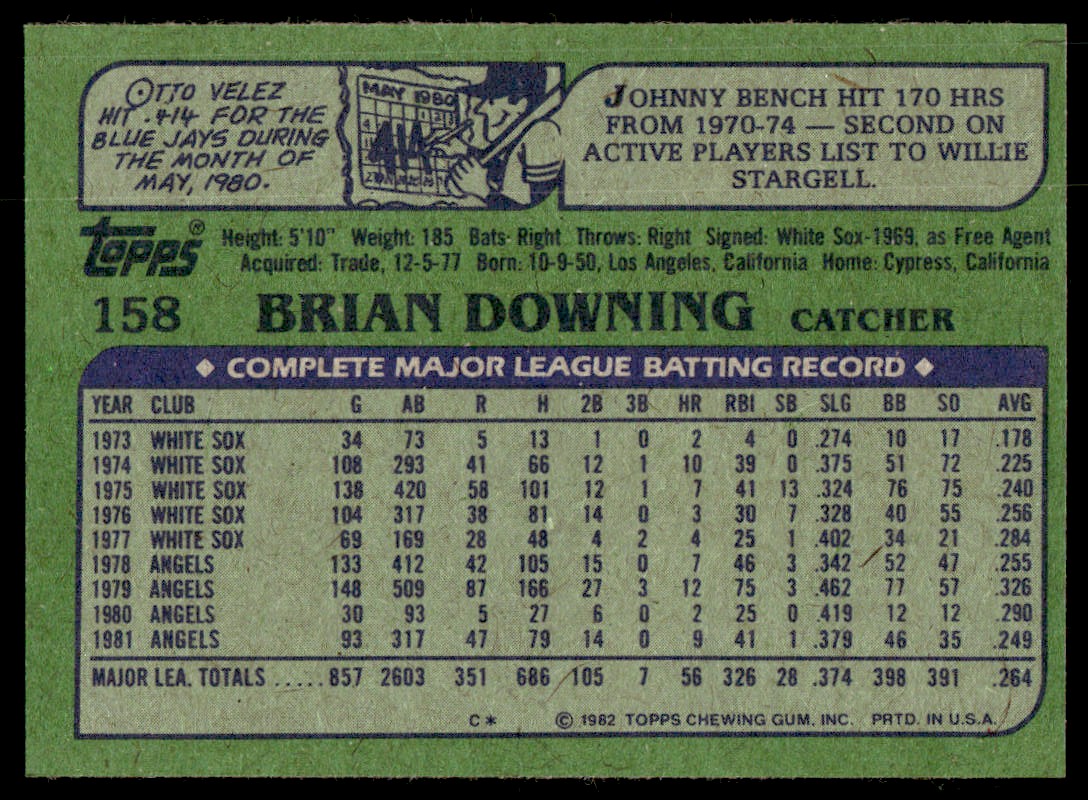 OTTO VELEZ
HIT .414 FOR THE
BLUE JAYS DURING
THE MONTH OF
MAY, 1980.
MAY 1980
414
JOHNNY BENCH HIT 170 HRS
FROM 1970-74 — SECOND ON
ACTIVE PLAYERS LIST TO WILLIE
STARGELL.
topps®
Height: 5'10" Weight: 185 Bats: Right Throws: Right Signed: White Sox-1969, as Free Agent
Acquired: Trade, 12-5-77 Born: 10-9-50, Los Angeles, California Home: Cypress, California
158 BRIAN DOWNING CATCHER
◆ COMPLETE MAJOR LEAGUE BATTING RECORD ◆
YEAR CLUB G AB R H 2B 3B HR RBI SB SLG BB SO AVG
1973 WHITE SOX 34 73 5 13 1 0 2 4 0 .274 10 17 .178
1974 WHITE SOX 108 293 41 66 12 1 10 39 0 .375 51 72 .225
1975 WHITE SOX 138 420 58 101 12 1 7 41 13 .324 76 75 .240
1976 WHITE SOX 104 317 38 81 14 0 3 30 7 .328 40 55 .256
1977 WHITE SOX 69 169 28 48 4 2 4 25 1 .402 34 21 .284
1978 ANGELS 133 412 42 105 15 0 7 46 3 .342 52 47 .255
1979 ANGELS 148 509 87 166 27 3 12 75 3 .462 77 57 .326
1980 ANGELS 30 93 5 27 6 0 2 25 0 .419 12 12 .290
1981 ANGELS 93 317 47 79 14 0 9 41 1 .379 46 35 .249
MAJOR LEA. TOTALS .....857 2603 351 686 105 7 56 326 28 .374 398 391 .264
C* © 1982 TOPPS CHEWING GUM, INC. PRTD. IN U.S.A.